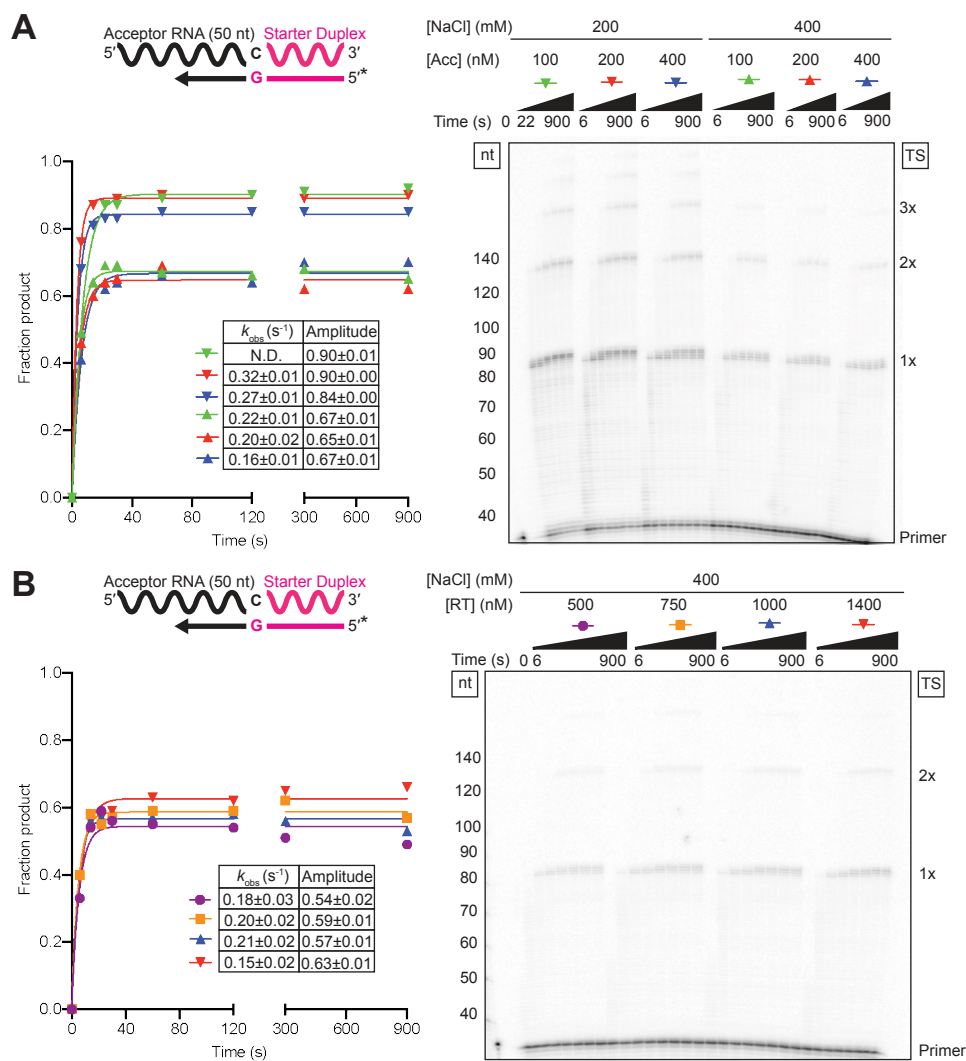 A
Acceptor RNA (50 nt) C Starter Duplex
5′ 3′
G 5′*
Fraction product
1.0
0.8
0.6
0.4
0.2
0.0
0 40 80 120 300 600 900
Time (s)
kobs (s-1) Amplitude
N.D. 0.90±0.01
0.32±0.01 0.90±0.00
0.27±0.01 0.84±0.00
0.22±0.01 0.67±0.01
0.20±0.02 0.65±0.01
0.16±0.01 0.67±0.01
[NaCl] (mM) 200 400
[Acc] (nM) 100 200 400 100 200 400
Time (s) 0 22 900 6 900 6 900 6 900 6 900 6 900
nt TS
3x
140 2x
120
100
90 1x
80
70
60
50
40
Primer
B
Acceptor RNA (50 nt) C Starter Duplex
5′ 3′
G 5′*
Fraction product
1.0
0.8
0.6
0.4
0.2
0.0
0 40 80 120 300 600 900
Time (s)
kobs (s-1) Amplitude
0.18±0.03 0.54±0.02
0.20±0.02 0.59±0.01
0.21±0.02 0.57±0.01
0.15±0.02 0.63±0.01
[NaCl] (mM) 400
[RT] (nM) 500 750 1000 1400
Time (s) 0 6 900 6 900 6 900 6 900
nt TS
140 2x
120
100
90
80 1x
70
60
50
40
Primer